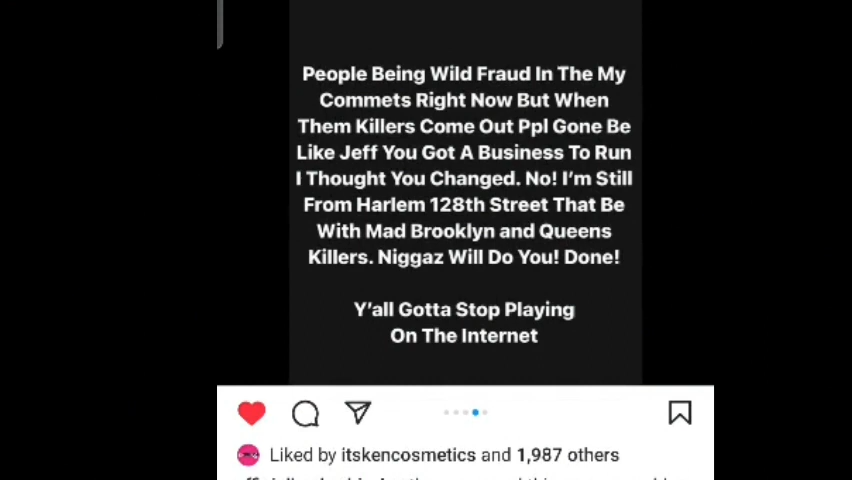 People Being Wild Fraud In The My
Commets Right Now But When
Them Killers Come Out Ppl Gone Be
Like Jeff You Got A Business To Run
I Thought You Changed. No! I'm Still
From Harlem 128th Street That Be
With Mad Brooklyn and Queens
Killers. Niggaz Will Do You! Done!
Y'all Gotta Stop Playing
On The Internet
Liked by itskencosmetics and 1,987 others